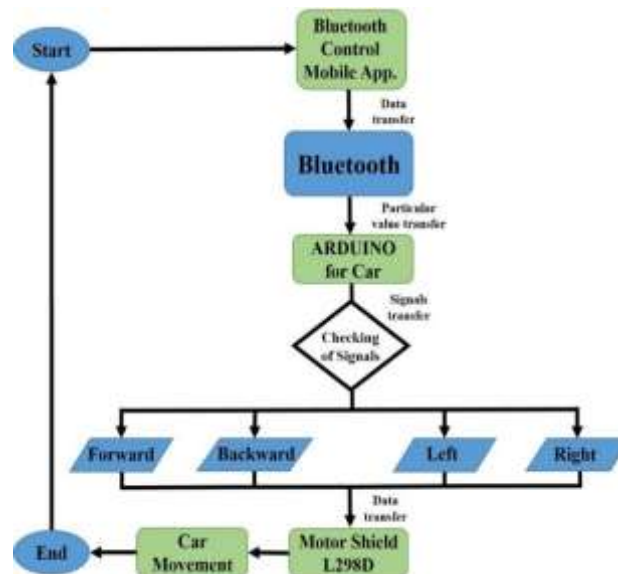 Start
Bluetooth
Control
Mobile App.
Data
transfer
Bluetooth
Particular
value transfer
ARDUINO
for Car
Signals
transfer
Checking
of Signals
Forward
Backward
Left
Right
Data
transfer
End
Car
Movement
Motor Shield
L298D